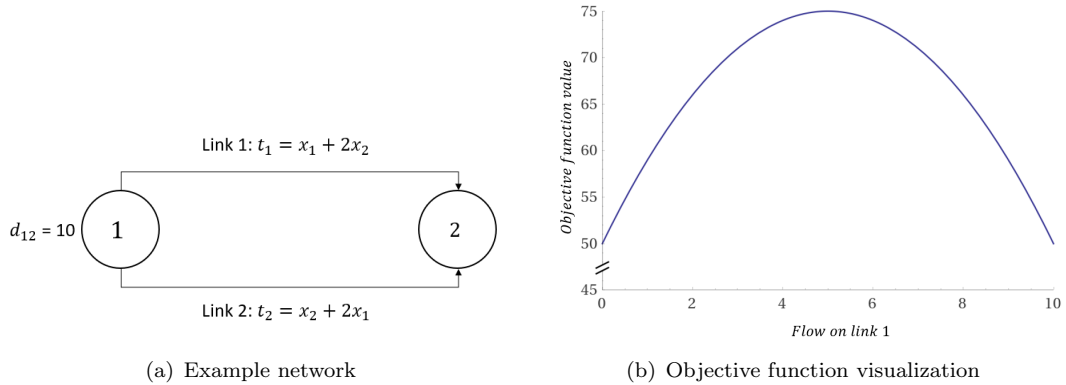 Link 1: t₁ = x₁ + 2x₂
d₁₂ = 10
1
2
Link 2: t₂ = x₂ + 2x₁
(a) Example network
Objective function value
75
70
65
60
55
50
45
0 2 4 6 8 10
Flow on link 1
(b) Objective function visualization